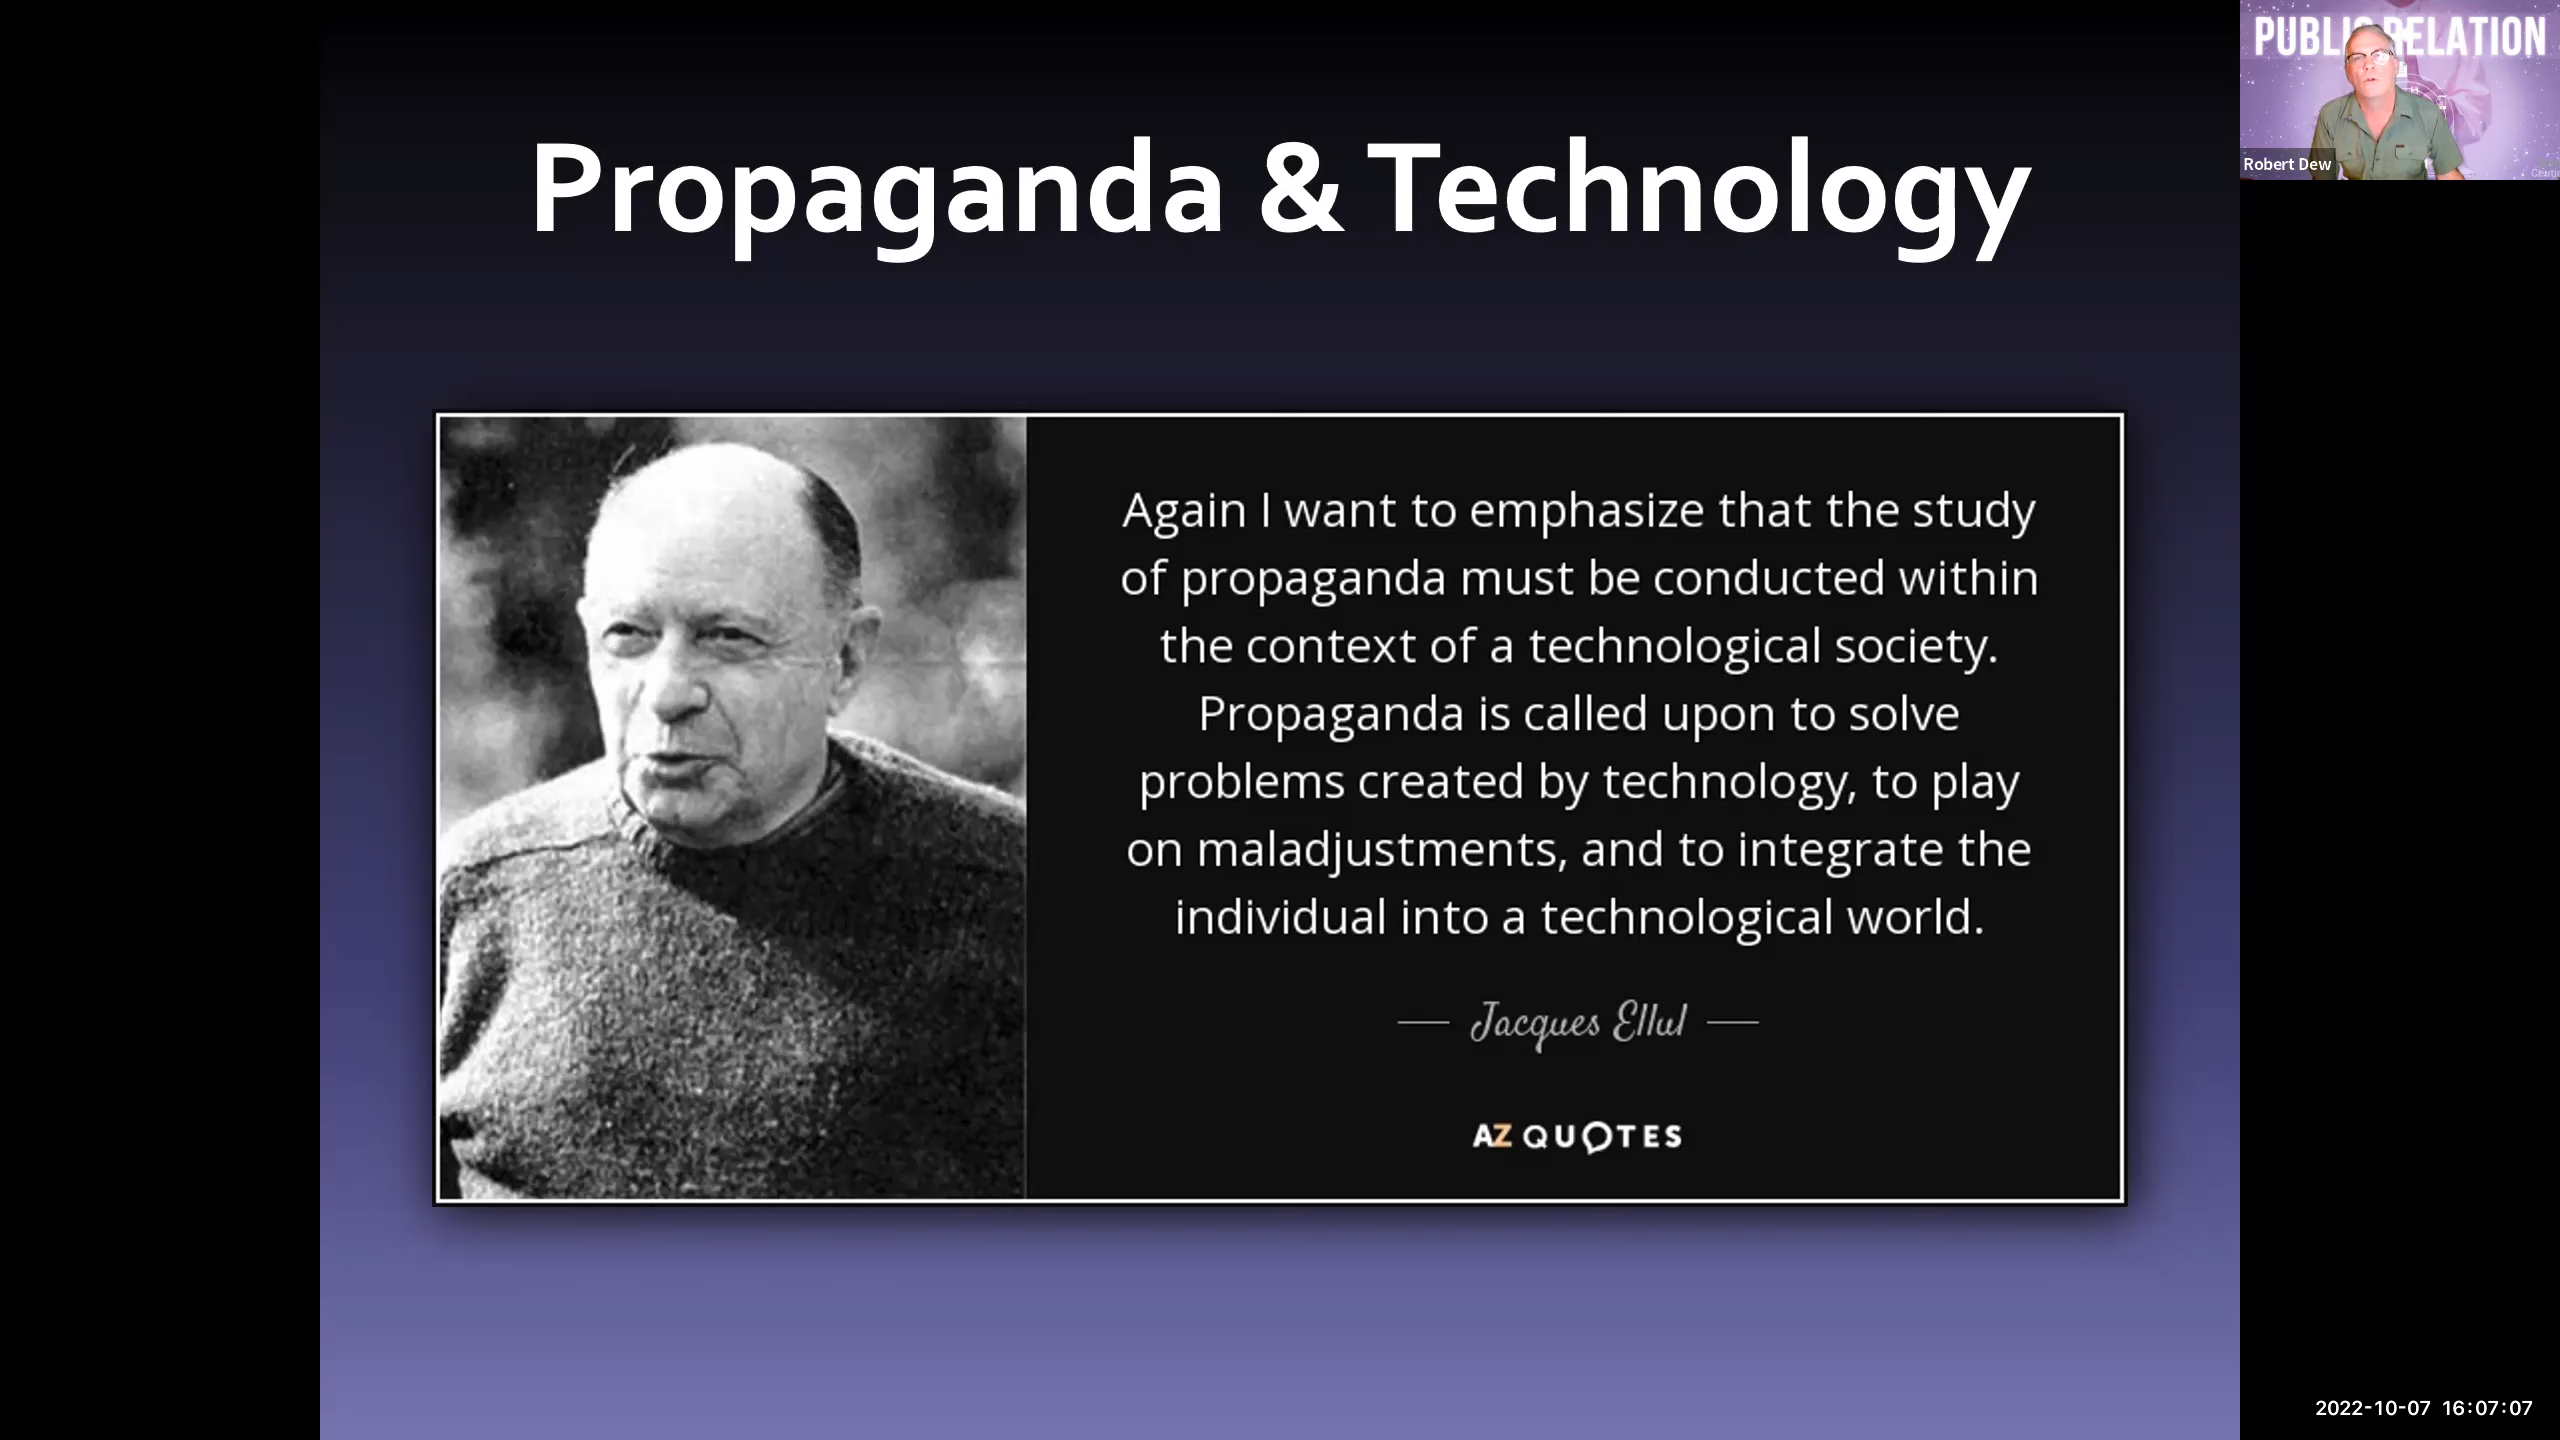 PUBLIC RELATION
Robert Dew
Propaganda & Technology
Again I want to emphasize that the study
of propaganda must be conducted within
the context of a technological society.
Propaganda is called upon to solve
problems created by technology, to play
on maladjustments, and to integrate the
individual into a technological world.
Jacques Ellul
AZ QUOTES
2022-10-07 16:07:07